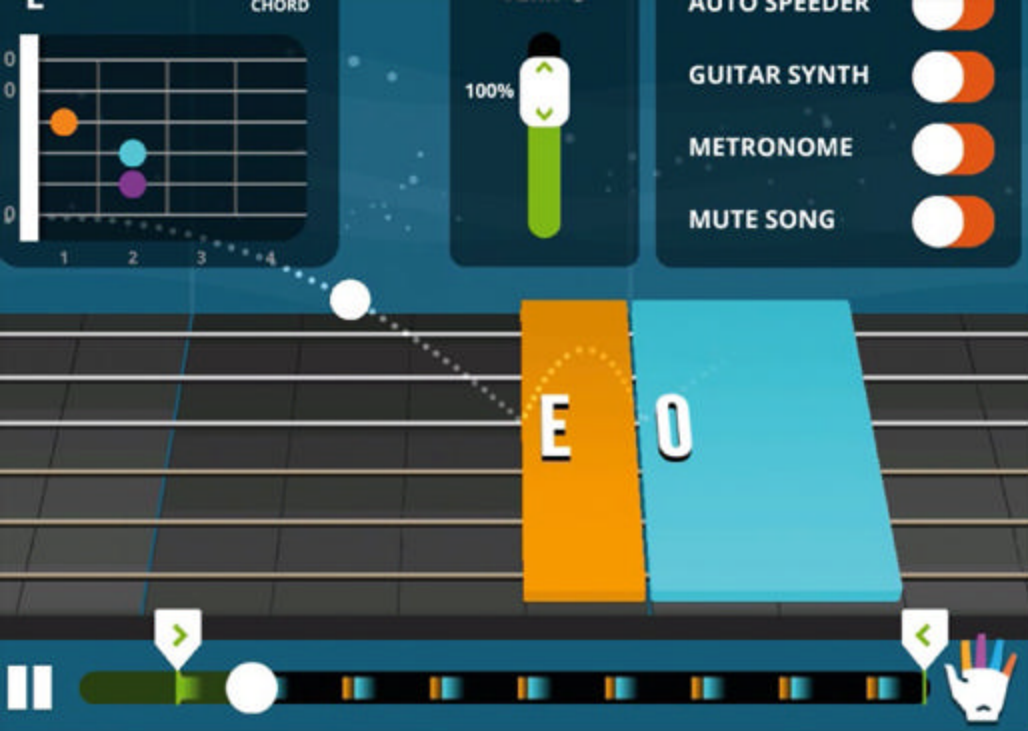 E
CHORD
AUTO SPEEDER
0
0
0
1 2 3 4
100%
GUITAR SYNTH
METRONOME
MUTE SONG
E 0